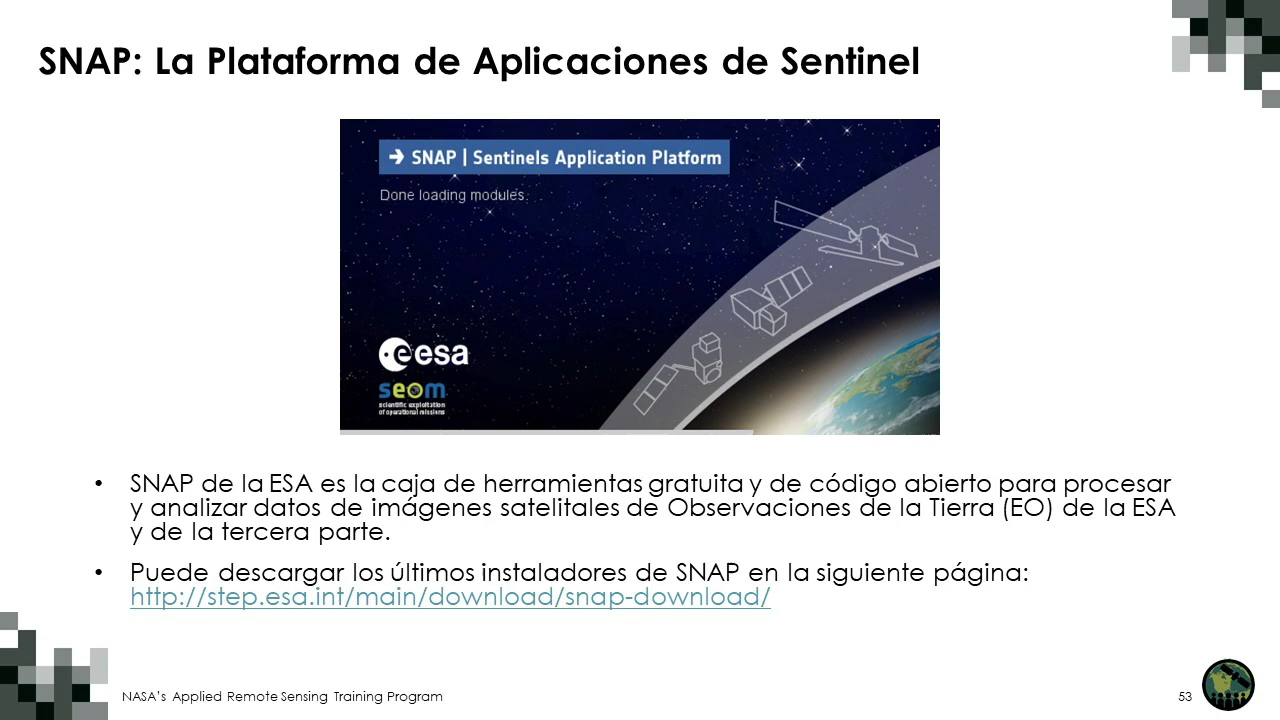 SNAP: La Plataforma de Aplicaciones de Sentinel
→ SNAP | Sentinels Application Platform
Done loading modules.
eesa
seom
scientific exploitation
of operational missions
• SNAP de la ESA es la caja de herramientas gratuita y de código abierto para procesar
y analizar datos de imágenes satelitales de Observaciones de la Tierra (EO) de la ESA
y de la tercera parte.
• Puede descargar los últimos instaladores de SNAP en la siguiente página:
http://step.esa.int/main/download/snap-download/
NASA's Applied Remote Sensing Training Program
53